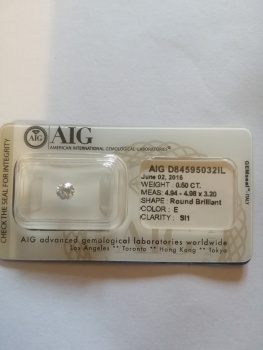 AIG
AIG
AMERICAN INTERNATIONAL GEMOLOGICAL LABORATORIES
CHECK THE SEAL FOR INTEGRITY
AIG D84595032IL
June 02, 2016
WEIGHT : 0.50 CT.
MEAS: 4.94 - 4.98 x 3.20
SHAPE : Round Brilliant
COLOR : E
CLARITY: SI1
AIG advanced gemological laboratories worldwide
Los Angeles ** Toronto ** Hong Kong ** Tokyo